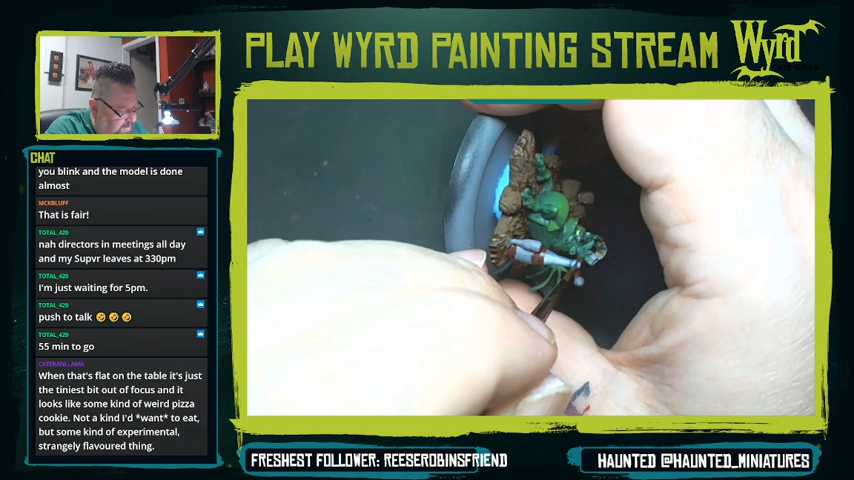 PLAY WYRD PAINTING STREAM
Wyrd
CHAT
you blink and the model is done
almost
MCKBLUFF
That is fair!
TOTAL_420
nah directors in meetings all day
and my Supvr leaves at 330pm
TOTAL_420
I'm just waiting for 5pm.
TOTAL_420
push to talk 🤣 🤣 🤣
TOTAL_420
55 min to go
When that's flat on the table it's just
the tiniest bit out of focus and it
looks like some kind of weird pizza
cookie. Not a kind I'd *want* to eat,
but some kind of experimental,
strangely flavoured thing.
FRESHEST FOLLOWER: REESEROBINSFRIEND
HAUNTED @HAUNTED_MINIATURES